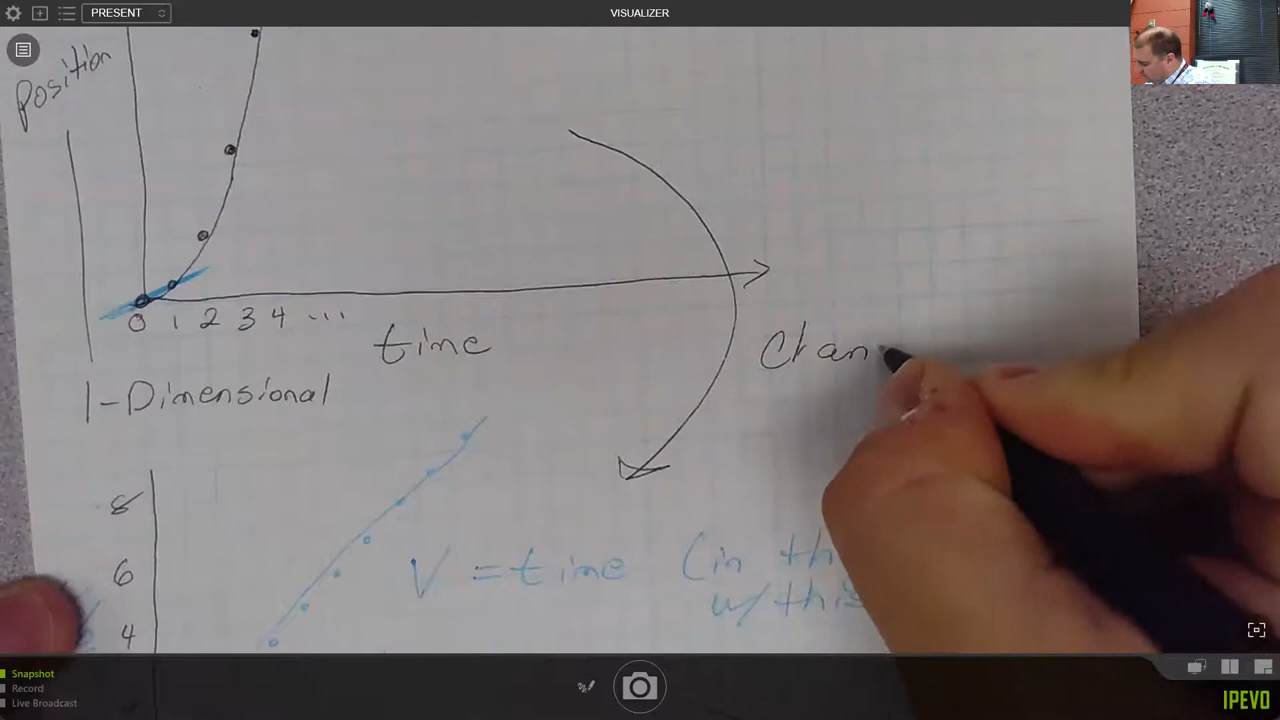 PRESENT
VISUALIZER
position
0 1 2 3 4 ...
time
Chan
1-Dimensional
8
6
V = time (in th
w/ this
4
Snapshot
Record
Live Broadcast
IPEVO